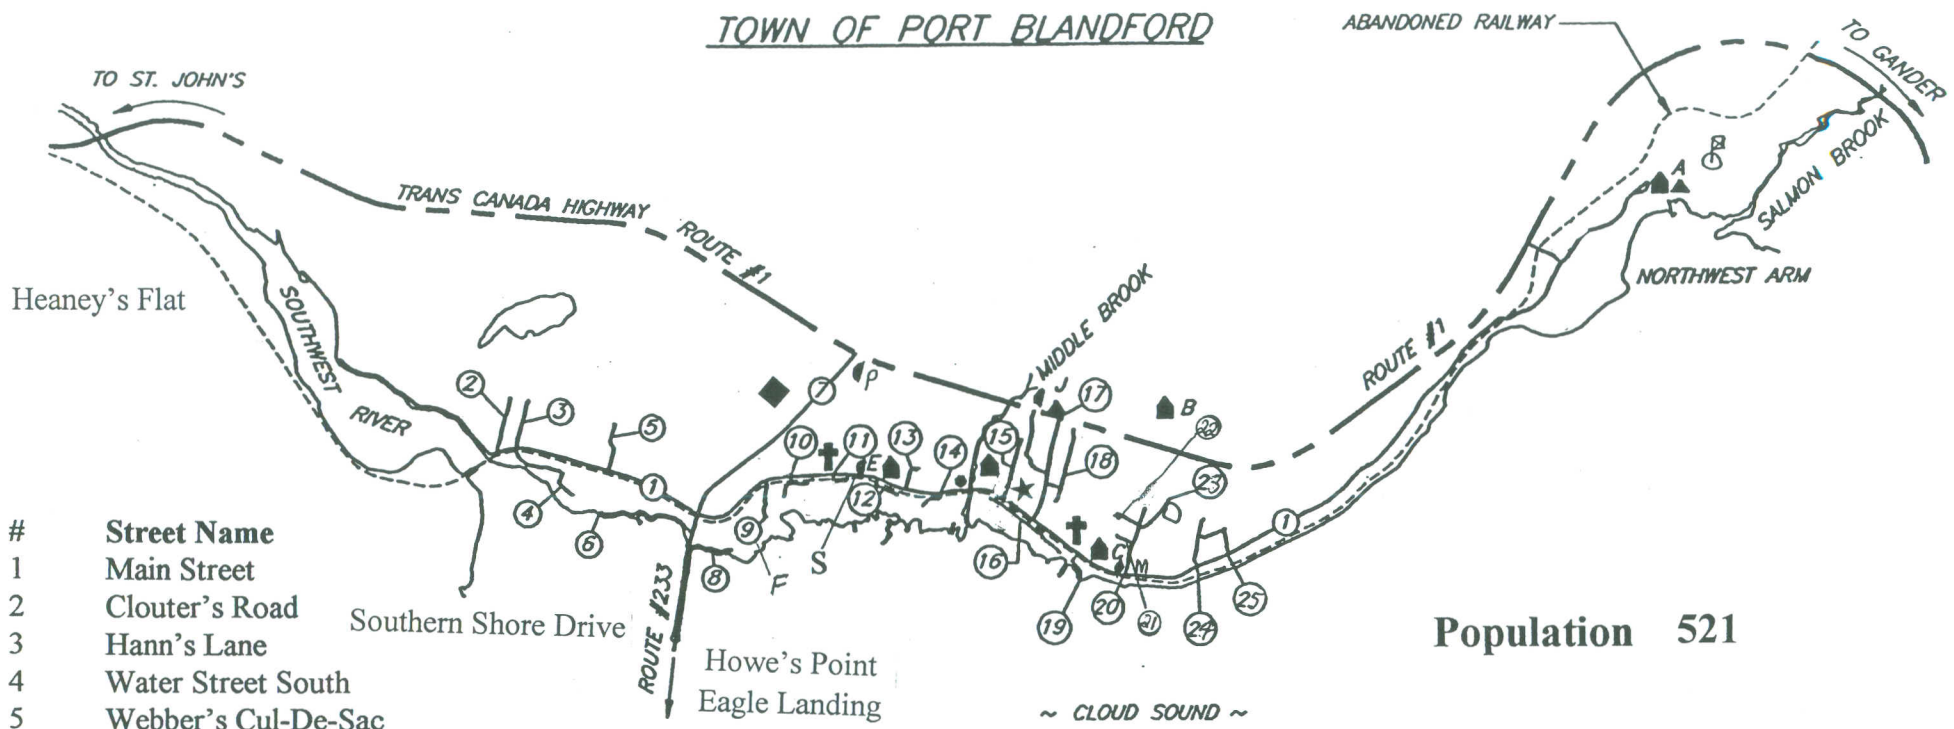 TOWN OF PORT BLANDFORD
ABANDONED RAILWAY
TO GANDER
TO ST. JOHN'S
SALMON BROOK
A
TRANS CANADA HIGHWAY
ROUTE #1
NORTHWEST ARM
Heaney's Flat
SOUTHWEST
RIVER
MIDDLE BROOK
ROUTE #1
P
J
B
2
3
5
7
10
11
13
14
15
17
18
22
23
E
12
1
1
4
6
9
8
F
S
16
C
M
19
20
21
24
25
# Street Name
1 Main Street
2 Clouter's Road
3 Hann's Lane
4 Water Street South
5 Webber's Cul-De-Sac
Southern Shore Drive
ROUTE #233
Howe's Point
Eagle Landing
~ CLOUD SOUND ~
Population 521